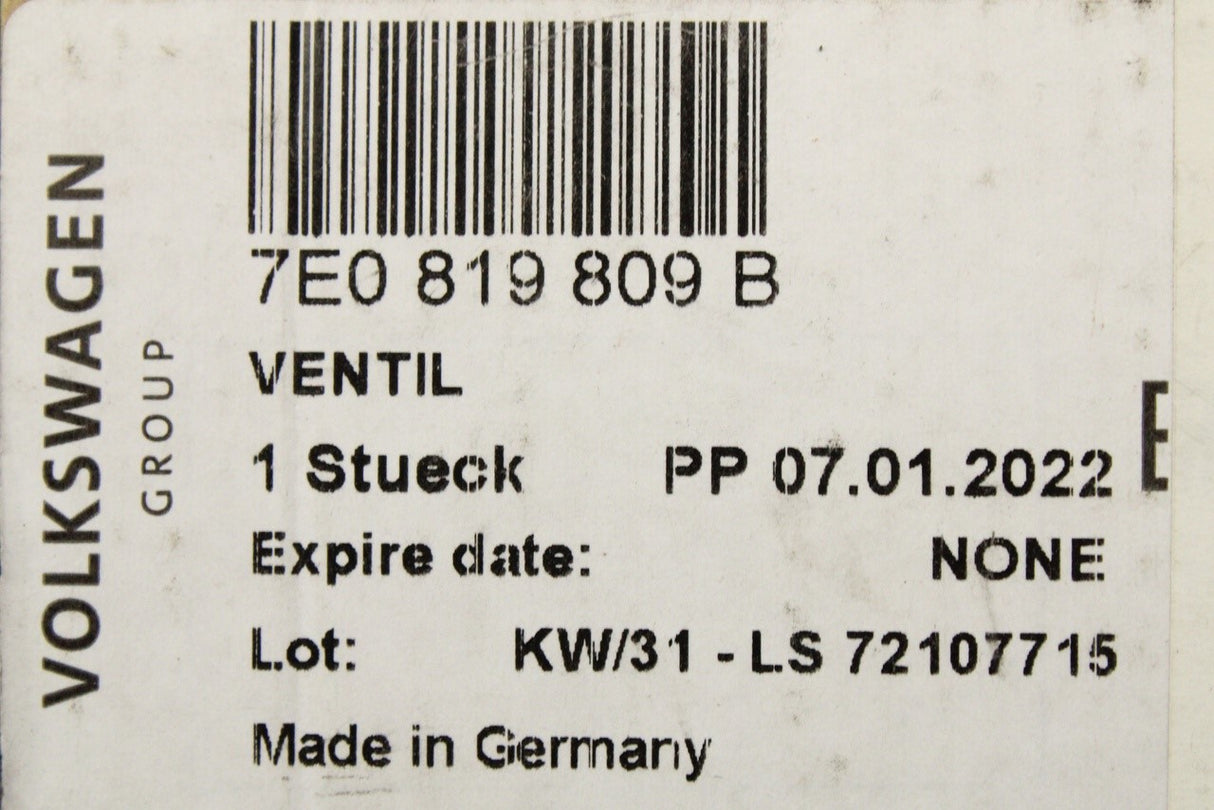 VOLKSWAGEN
GROUP
7E0 819 809 B
VENTIL
1 Stueck PP 07.01.2022
E
Expire date: NONE
Lot: KW/31 - LS 72107715
Made in Germany